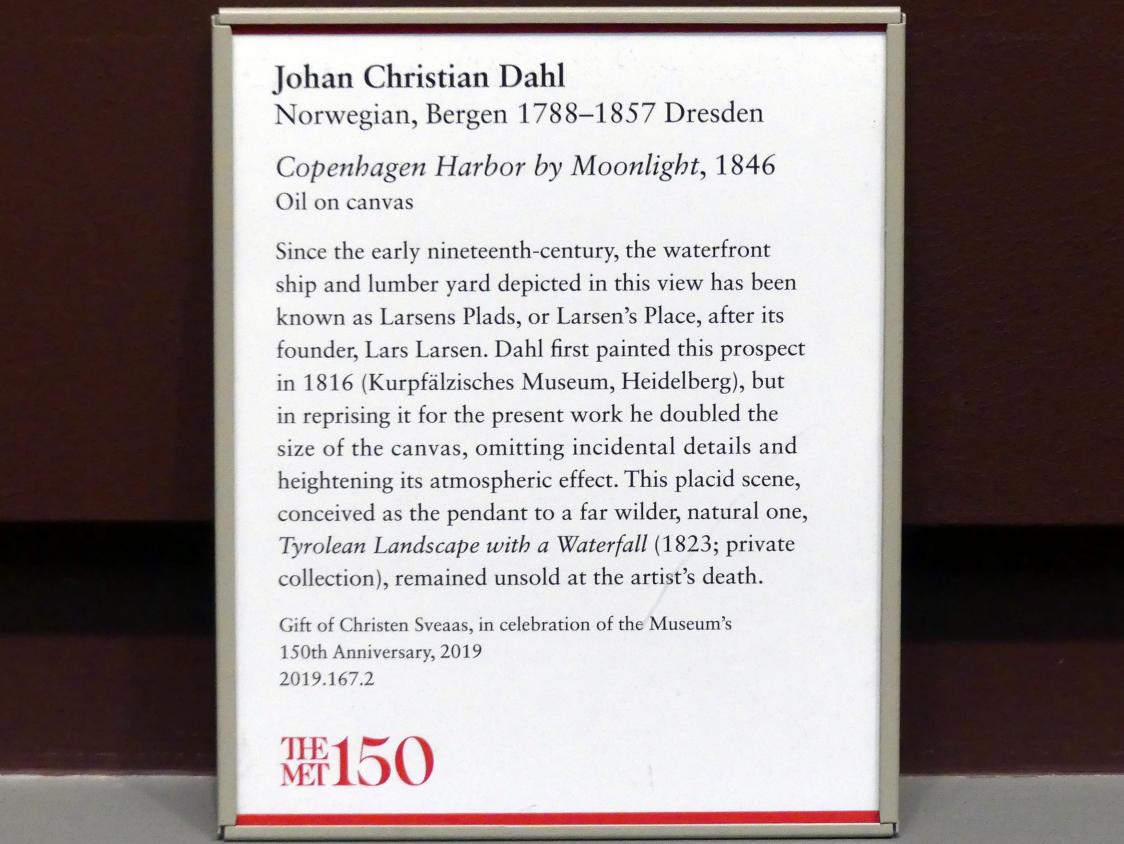 Johan Christian Dahl
Norwegian, Bergen 1788–1857 Dresden
Copenhagen Harbor by Moonlight, 1846
Oil on canvas
Since the early nineteenth-century, the waterfront
ship and lumber yard depicted in this view has been
known as Larsens Plads, or Larsen’s Place, after its
founder, Lars Larsen. Dahl first painted this prospect
in 1816 (Kurpfälzisches Museum, Heidelberg), but
in reprising it for the present work he doubled the
size of the canvas, omitting incidental details and
heightening its atmospheric effect. This placid scene,
conceived as the pendant to a far wilder, natural one,
Tyrolean Landscape with a Waterfall (1823; private
collection), remained unsold at the artist’s death.
Gift of Christen Sveaas, in celebration of the Museum’s
150th Anniversary, 2019
2019.167.2
THE MET 150